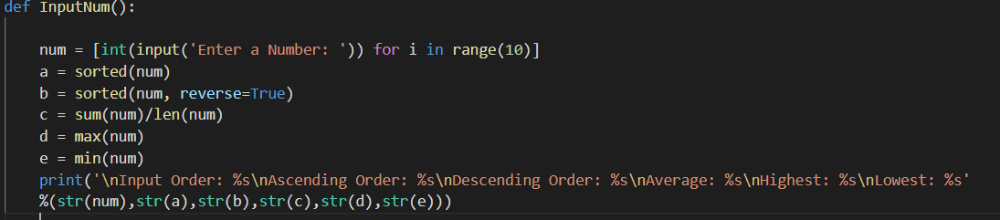 def InputNum():
num = [int(input('Enter a Number: ')) for i in range(10)]
a = sorted(num)
b = sorted(num, reverse=True)
c = sum(num)/len(num)
d = max(num)
e = min(num)
print('\nInput Order: %s\nAscending Order: %s\nDescending Order: %s\nAverage: %s\nHighest: %s\nLowest: %s'
%(str(num),str(a),str(b),str(c),str(d),str(e)))